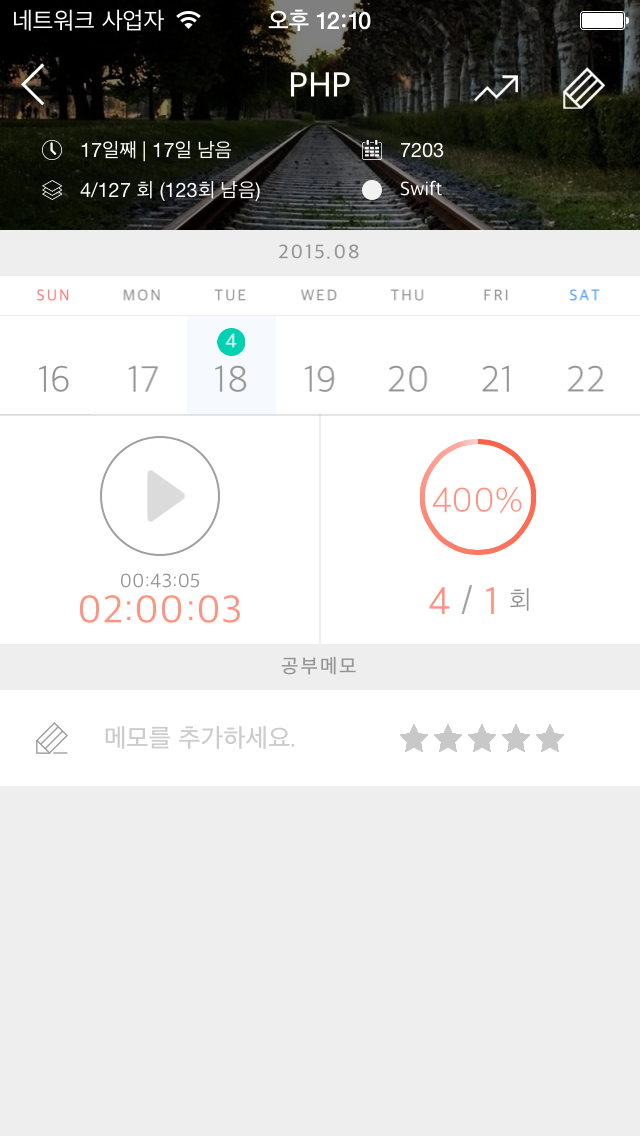 네트워크 사업자 오후 12:10
PHP
17일째 | 17일 남음 7203
4/127 회 (123회 남음) Swift
2015.08
SUN MON TUE WED THU FRI SAT
4
16 17 18 19 20 21 22
400%
00:43:05
02:00:03
4 / 1 회
공부메모
메모를 추가하세요.